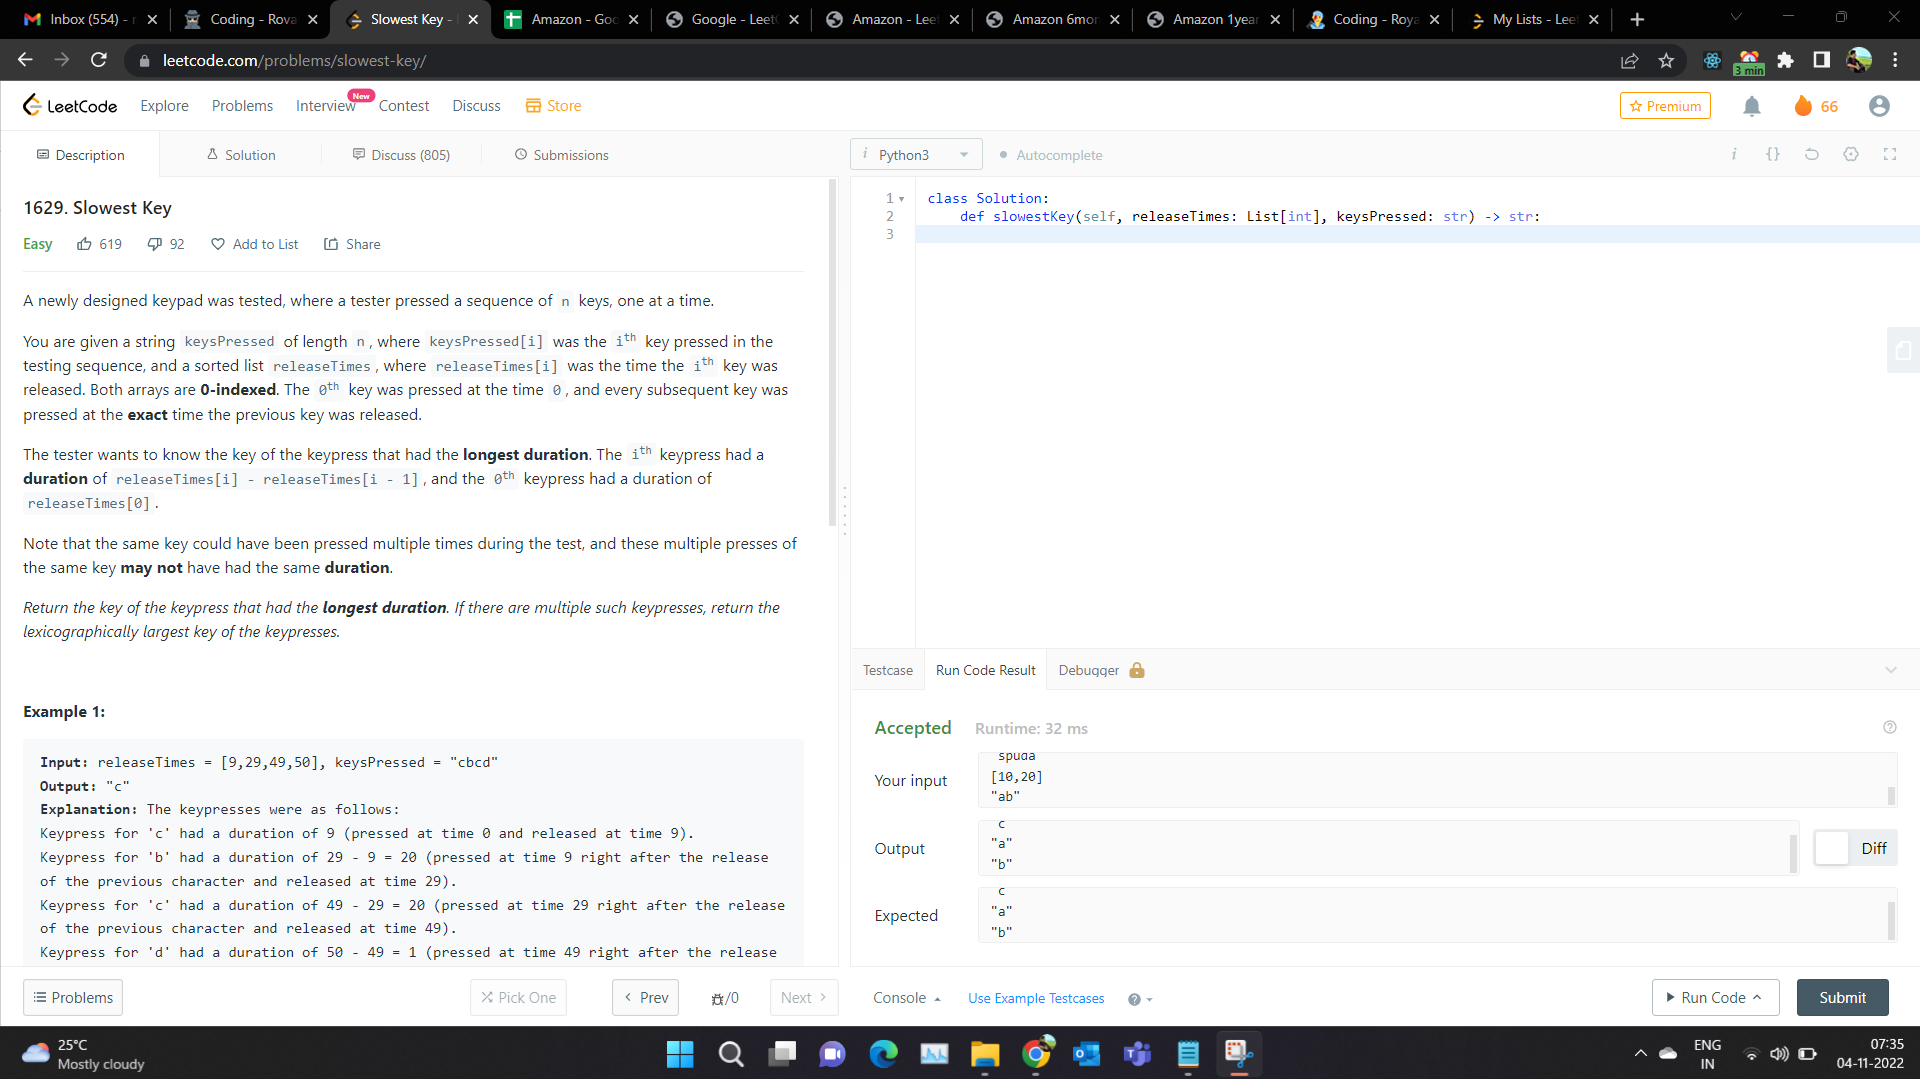 Inbox (554) - r
Coding - Rova
Slowest Key -
Amazon - Goo
Google - Leet
Amazon - Leet
Amazon 6mor
Amazon 1year
Coding - Roya
My Lists - Leet
leetcode.com/problems/slowest-key/
3 min
LeetCode
Explore
Problems
Interview
New
Contest
Discuss
Store
Premium
66
Description
Solution
Discuss (805)
Submissions
i Python3
Autocomplete
i {}
1629. Slowest Key
Easy 619 92 Add to List Share
A newly designed keypad was tested, where a tester pressed a sequence of n keys, one at a time.
You are given a string keysPressed of length n, where keysPressed[i] was the ith key pressed in the
testing sequence, and a sorted list releaseTimes, where releaseTimes[i] was the time the ith key was
released. Both arrays are 0-indexed. The 0th key was pressed at the time 0, and every subsequent key was
pressed at the exact time the previous key was released.
The tester wants to know the key of the keypress that had the longest duration. The ith keypress had a
duration of releaseTimes[i] - releaseTimes[i - 1], and the 0th keypress had a duration of
releaseTimes[0].
Note that the same key could have been pressed multiple times during the test, and these multiple presses of
the same key may not have had the same duration.
Return the key of the keypress that had the longest duration. If there are multiple such keypresses, return the
lexicographically largest key of the keypresses.
Example 1:
Input: releaseTimes = [9,29,49,50], keysPressed = "cbcd"
Output: "c"
Explanation: The keypresses were as follows:
Keypress for 'c' had a duration of 9 (pressed at time 0 and released at time 9).
Keypress for 'b' had a duration of 29 - 9 = 20 (pressed at time 9 right after the release
of the previous character and released at time 29).
Keypress for 'c' had a duration of 49 - 29 = 20 (pressed at time 29 right after the release
of the previous character and released at time 49).
Keypress for 'd' had a duration of 50 - 49 = 1 (pressed at time 49 right after the release
1 class Solution:
2 def slowestKey(self, releaseTimes: List[int], keysPressed: str) -> str:
3
Testcase
Run Code Result
Debugger
Accepted Runtime: 32 ms
Your input
spuda
[10,20]
"ab"
Output
c
"a"
"b"
Diff
Expected
c
"a"
"b"
Problems
Pick One
Prev
/0
Next
Console
Use Example Testcases
Run Code
Submit
25°C
Mostly cloudy
ENG
IN
07:35
04-11-2022